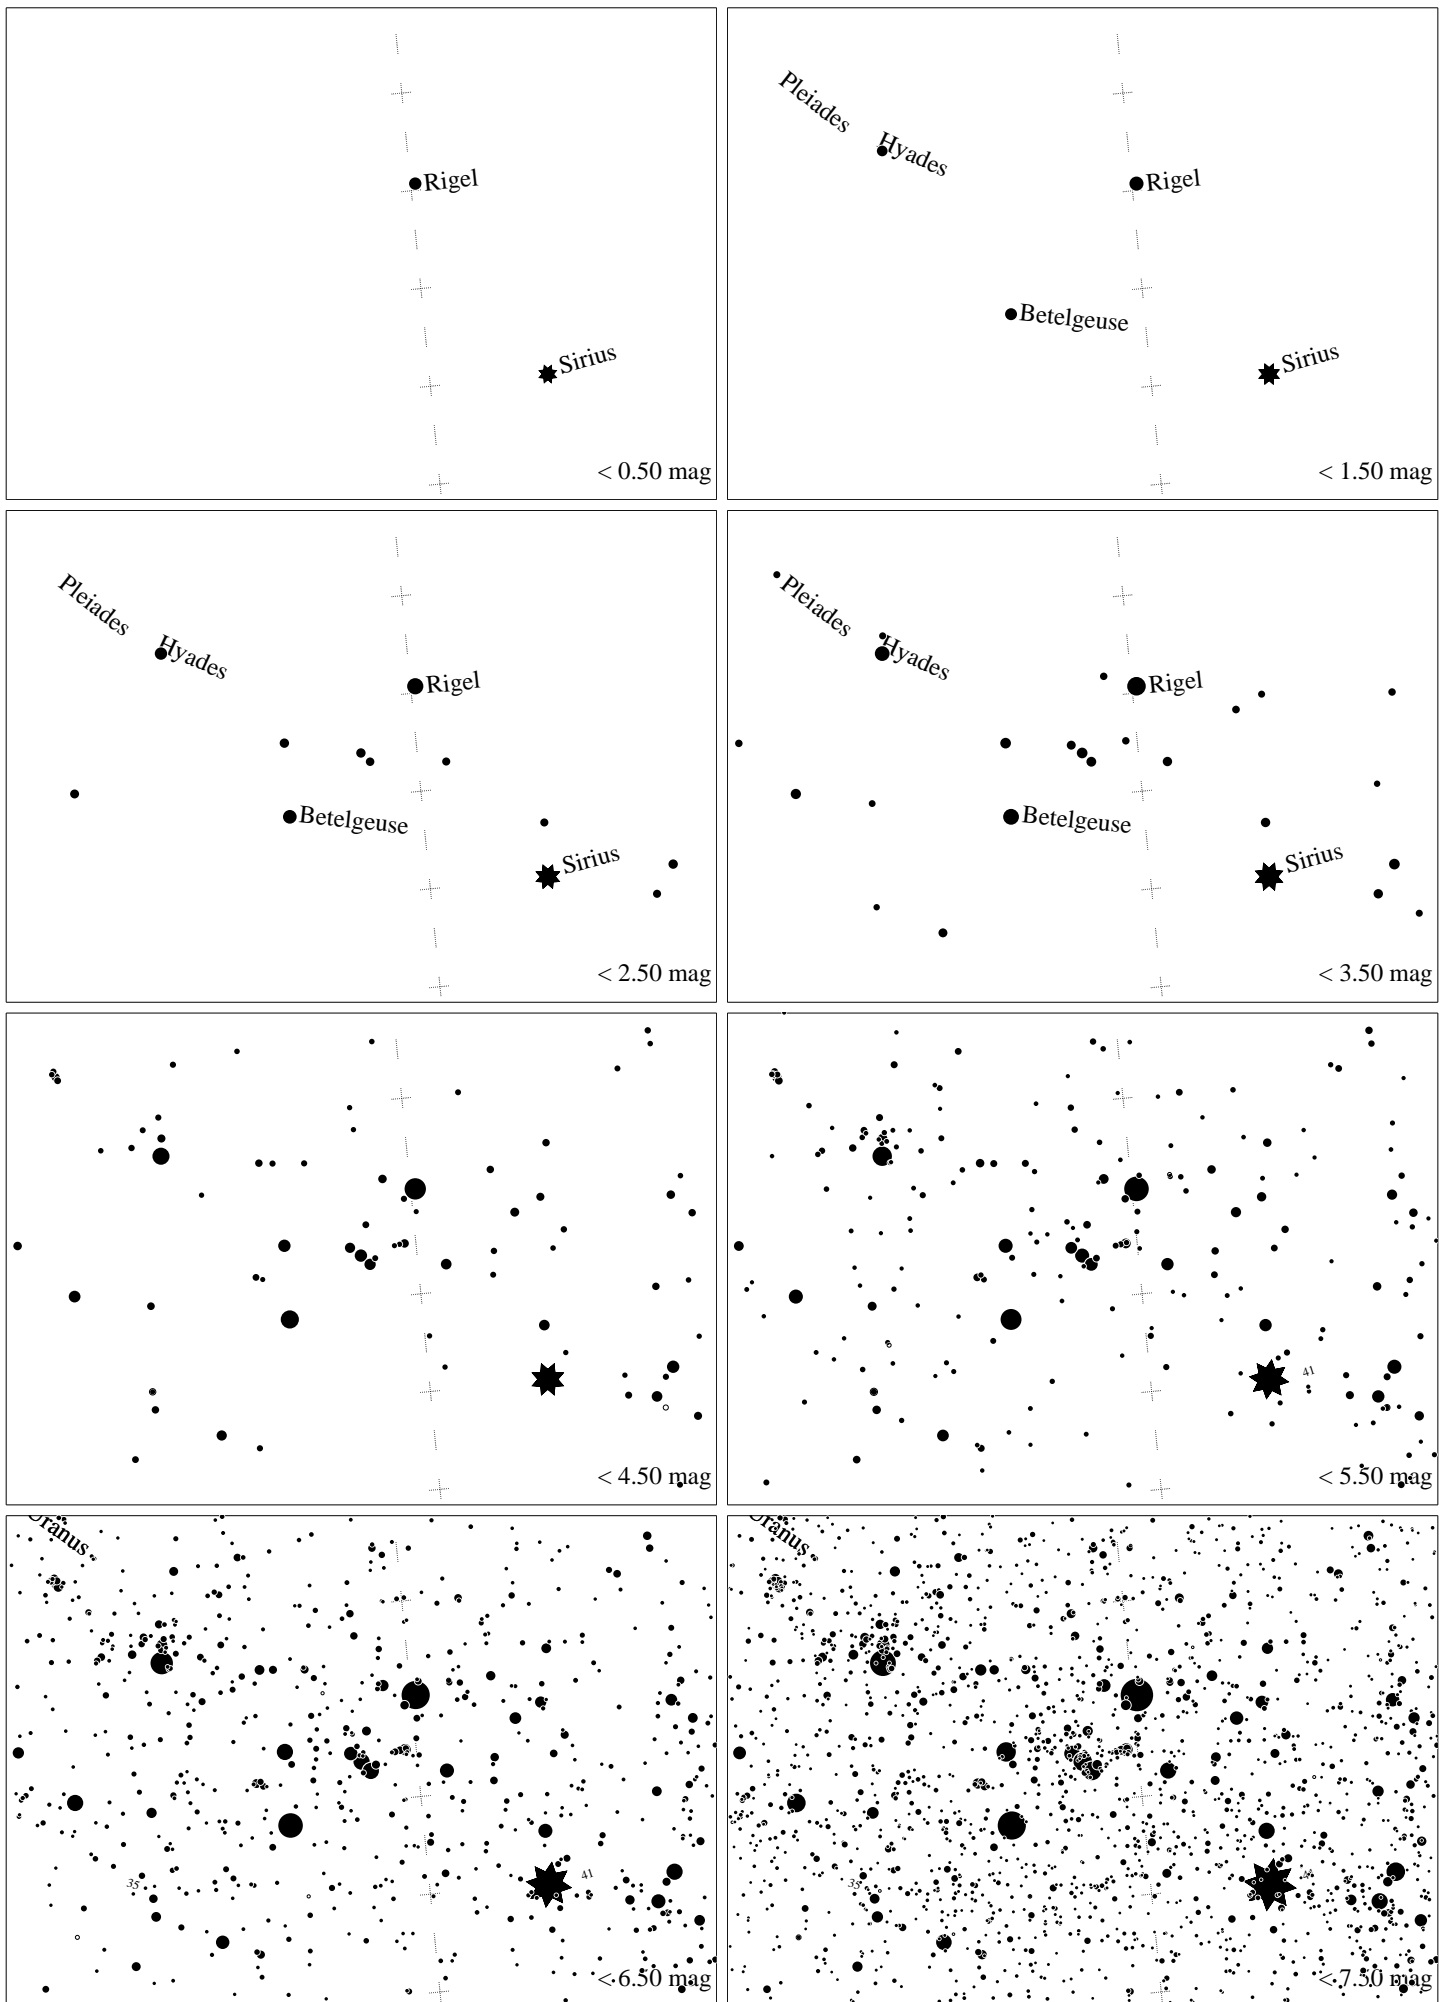 Rigel
Sirius
< 0.50 mag
Pleiades
Hyades
Rigel
Betelgeuse
Sirius
< 1.50 mag
Pleiades
Hyades
Rigel
Betelgeuse
Sirius
< 2.50 mag
Pleiades
Hyades
Rigel
Betelgeuse
Sirius
< 3.50 mag
< 4.50 mag
41
< 5.50 mag
Uranus
35
41
< 6.50 mag
Uranus
35
< 7.50 mag